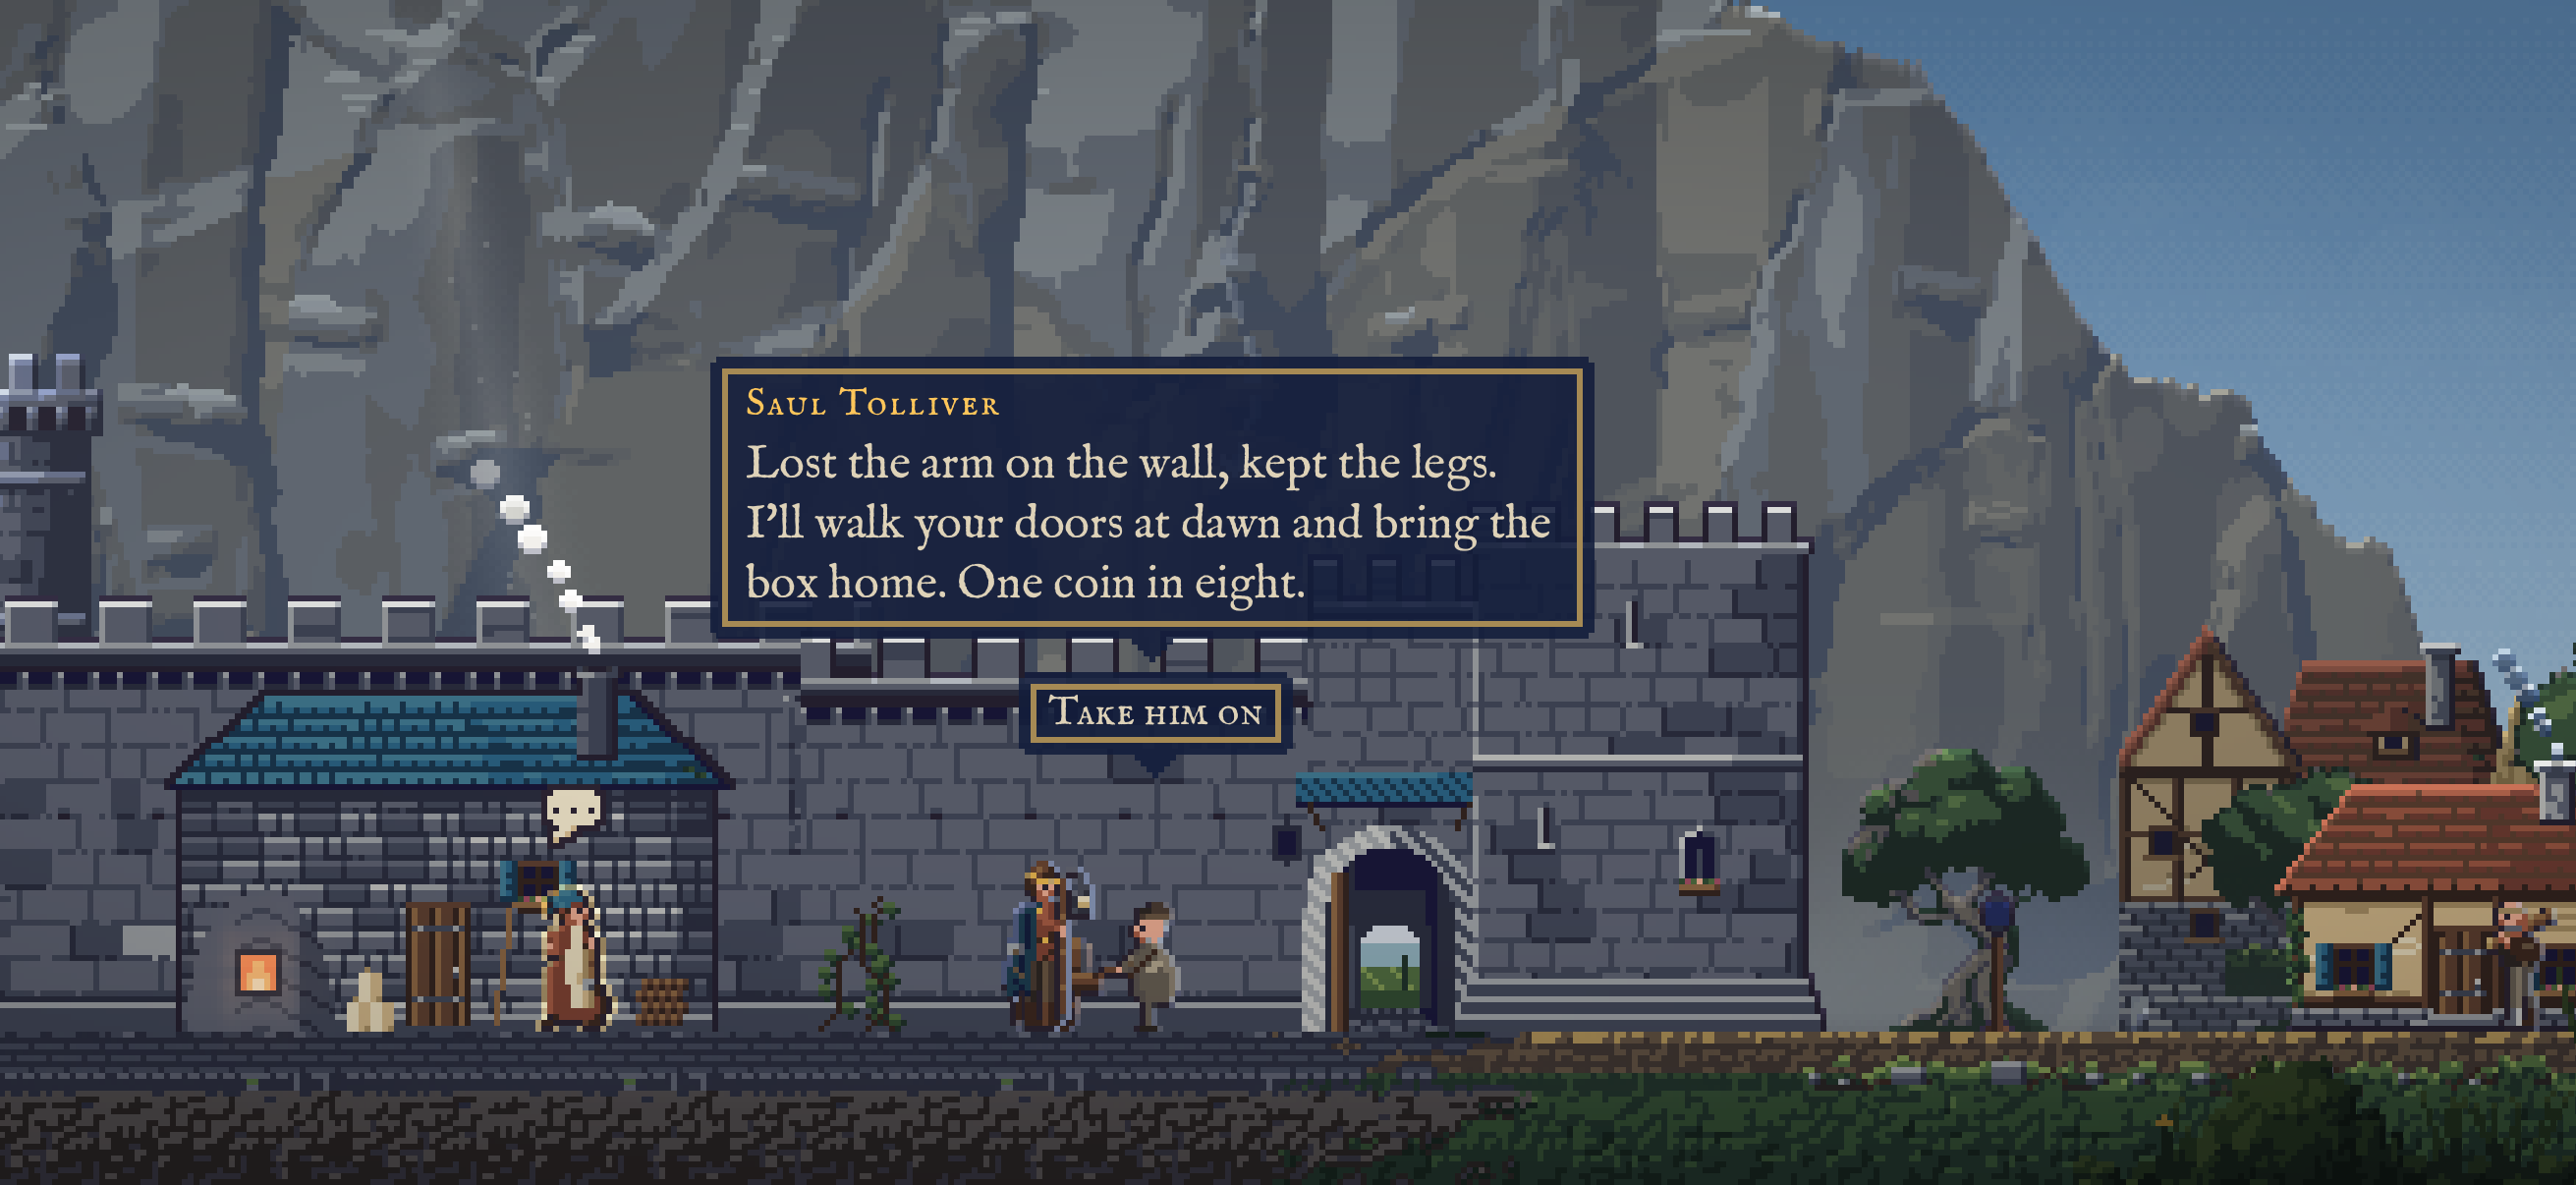 Saul Tolliver
Lost the arm on the wall, kept the legs.
I’ll walk your doors at dawn and bring the
box home. One coin in eight.
Take him on
...